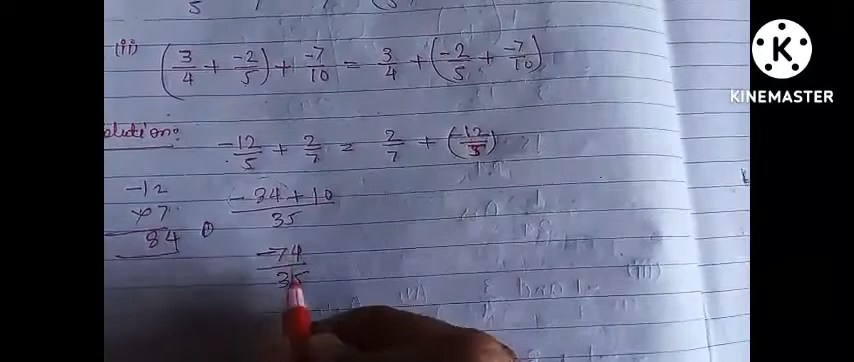 (ii) (3/4 + -2/5) + -7/10 = 3/4 + (-2/5 + -7/10)
KINEMASTER
olution:
-12/5 + 2/7 = 2/7 + (-12/5)
-12
×7
84
-84 + 10/35
-74/35